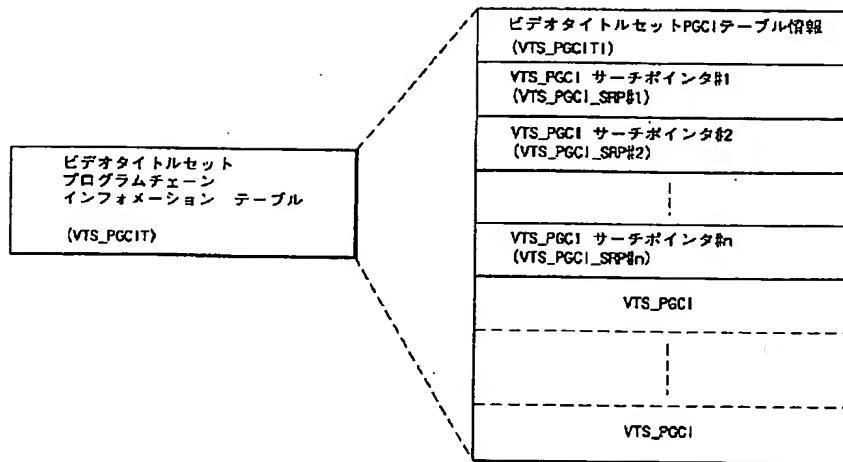 ビデオタイトルセット
プログラムチェーン
インフォメーション テーブル
(VTS_PGCIT)
ビデオタイトルセットPGCIテーブル情報
(VTS_PGCITI)
VTS_PGCI サーチポインタ#1
(VTS_PGCI_SRP#1)
VTS_PGCI サーチポインタ#2
(VTS_PGCI_SRP#2)
VTS_PGCI サーチポインタ#n
(VTS_PGCI_SRP#n)
VTS_PGCI
VTS_PGCI